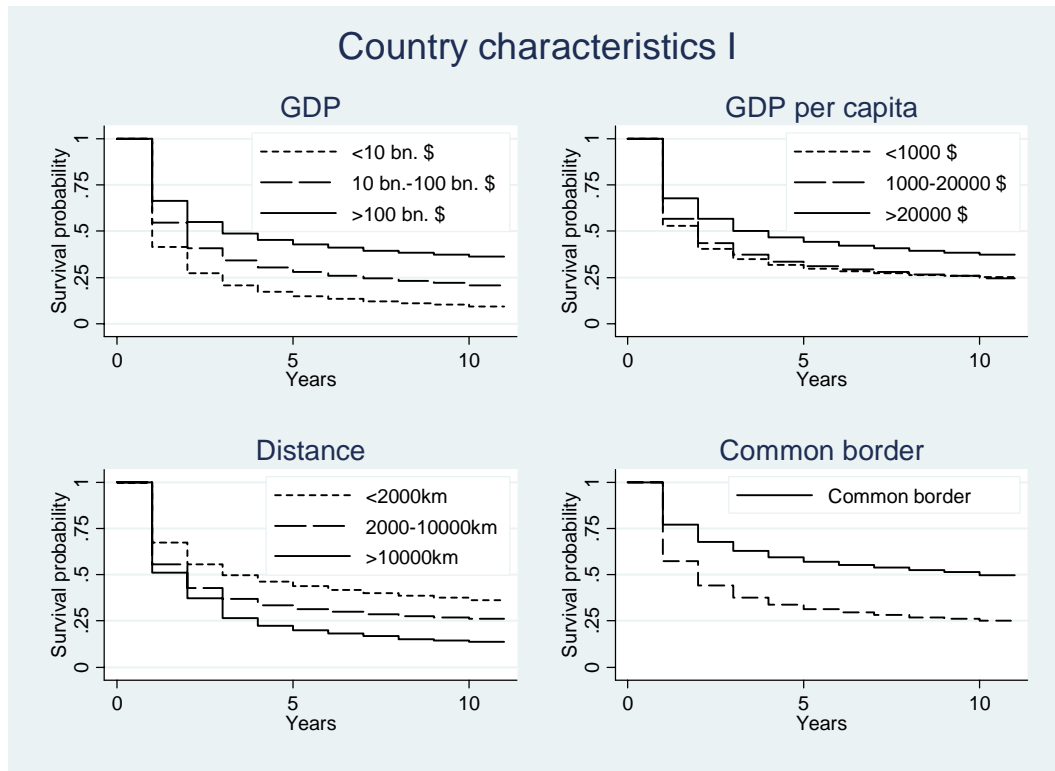 Country characteristics I
GDP
Survival probability
0 .25 .5 .75 1
<10 bn. $
10 bn.-100 bn. $
>100 bn. $
0 5 10
Years
GDP per capita
Survival probability
0 .25 .5 .75 1
<1000 $
1000-20000 $
>20000 $
0 5 10
Years
Distance
Survival probability
0 .25 .5 .75 1
<2000km
2000-10000km
>10000km
0 5 10
Years
Common border
Survival probability
0 .25 .5 .75 1
Common border
0 5 10
Years